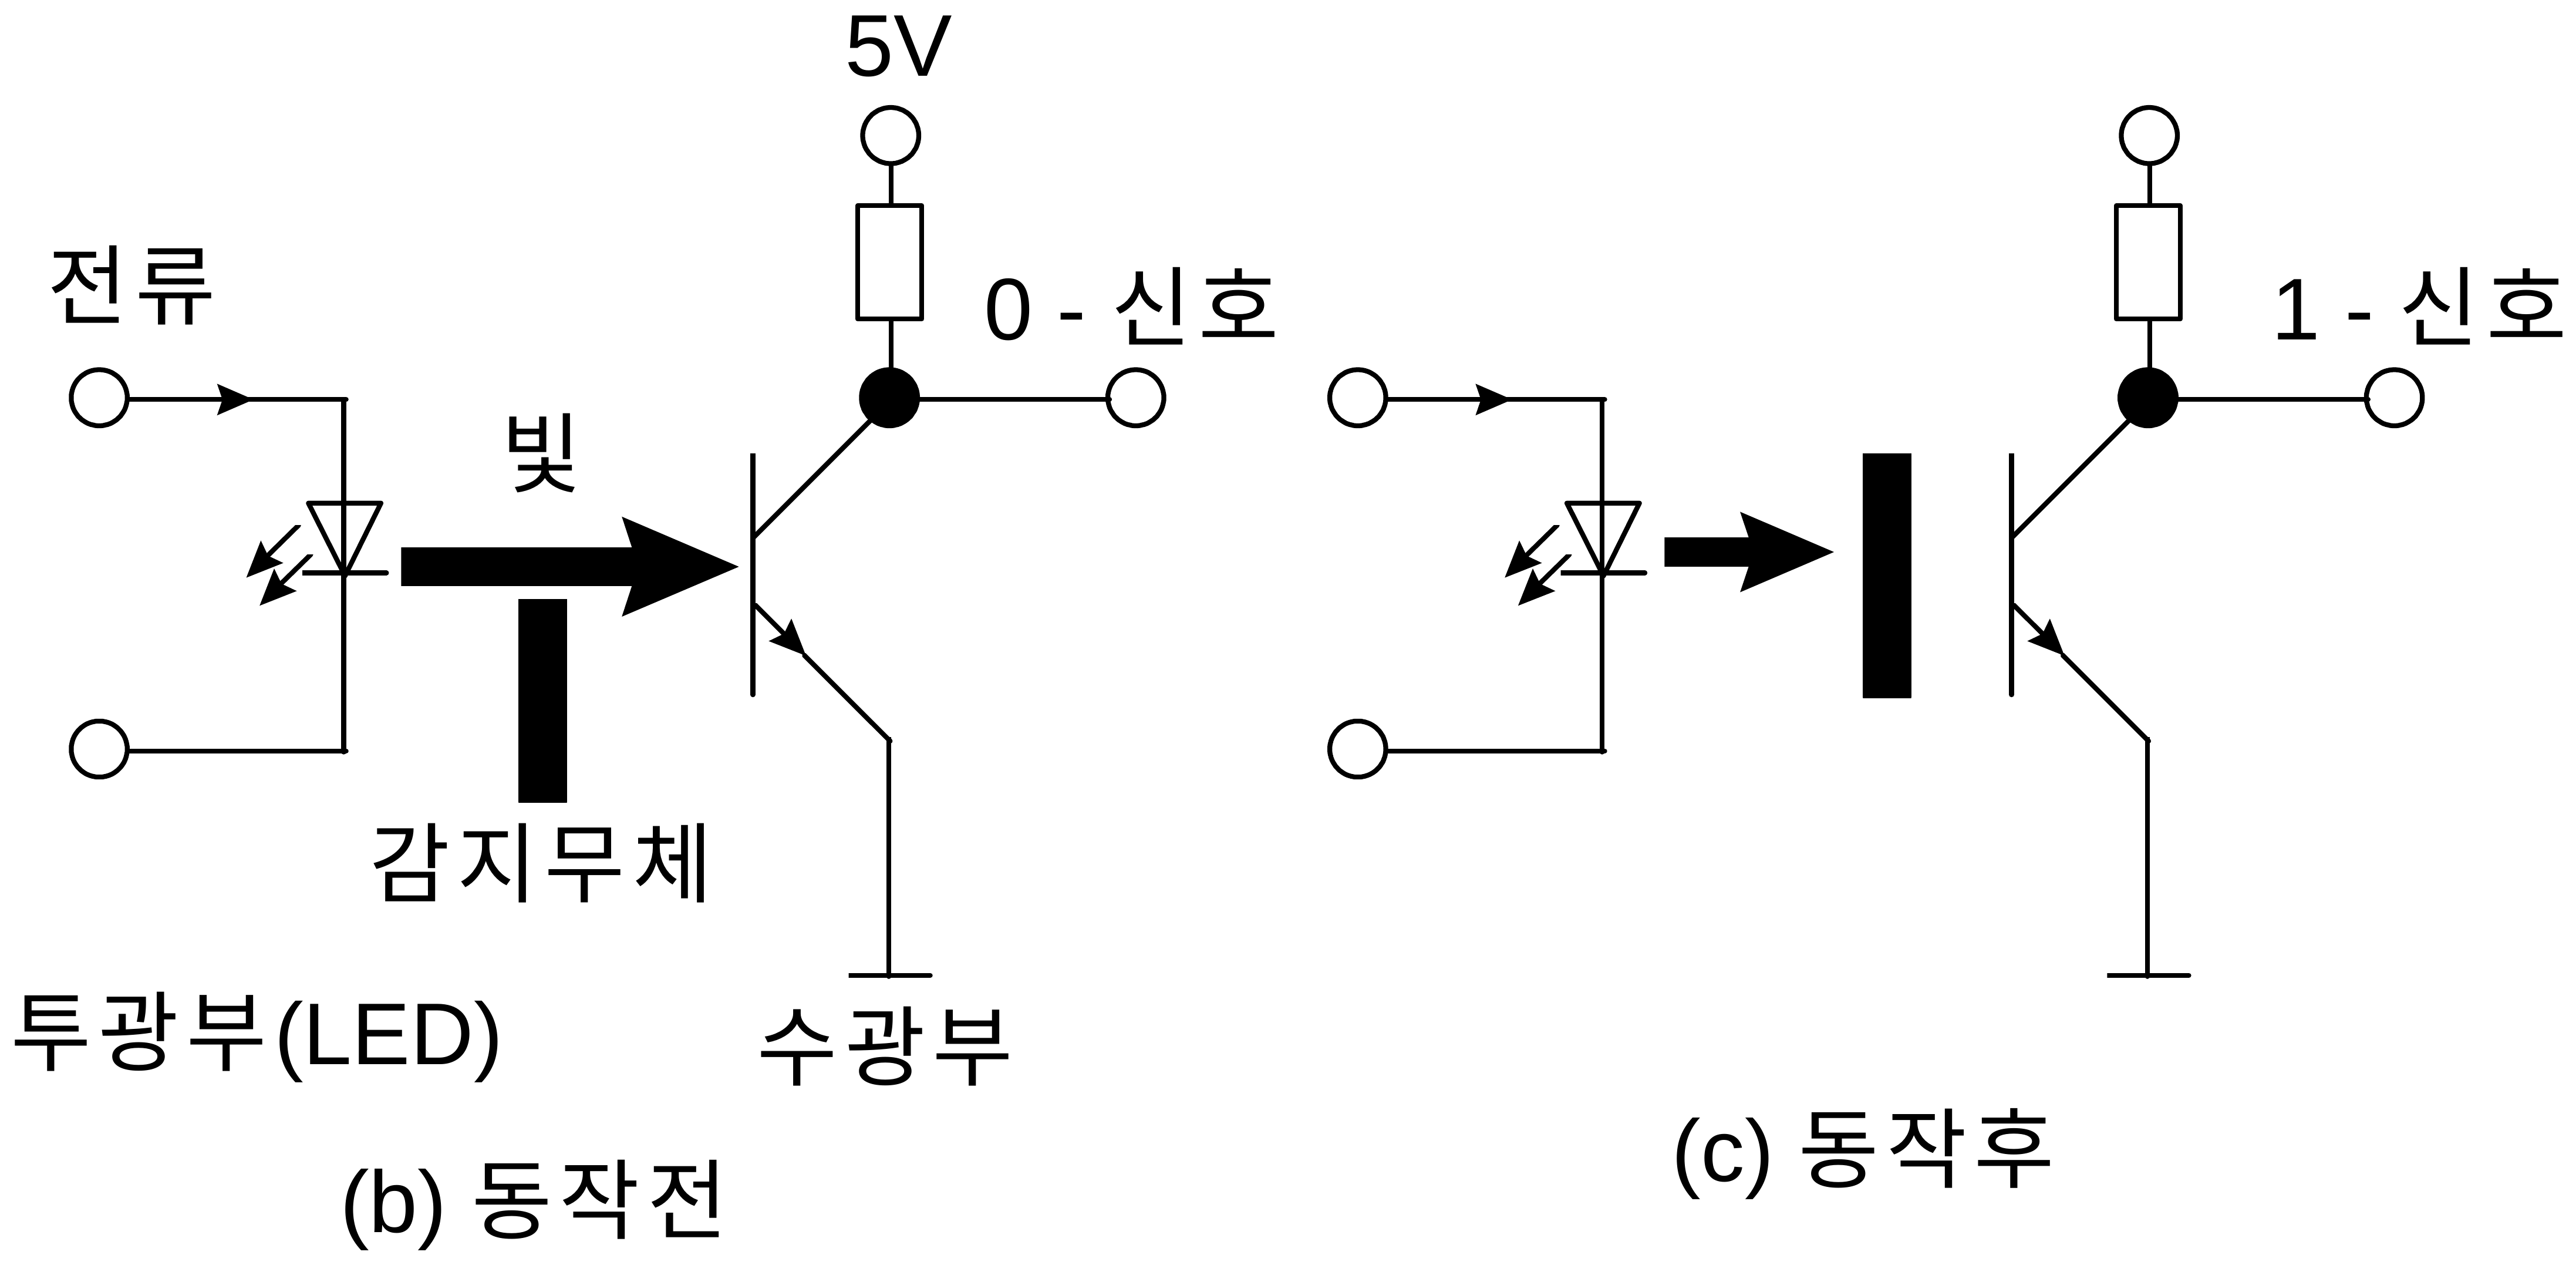 5V
전류
0 - 신호
1 - 신호
빛
감지무체
투광부(LED)
수광부
(b) 동작전
(c) 동작후